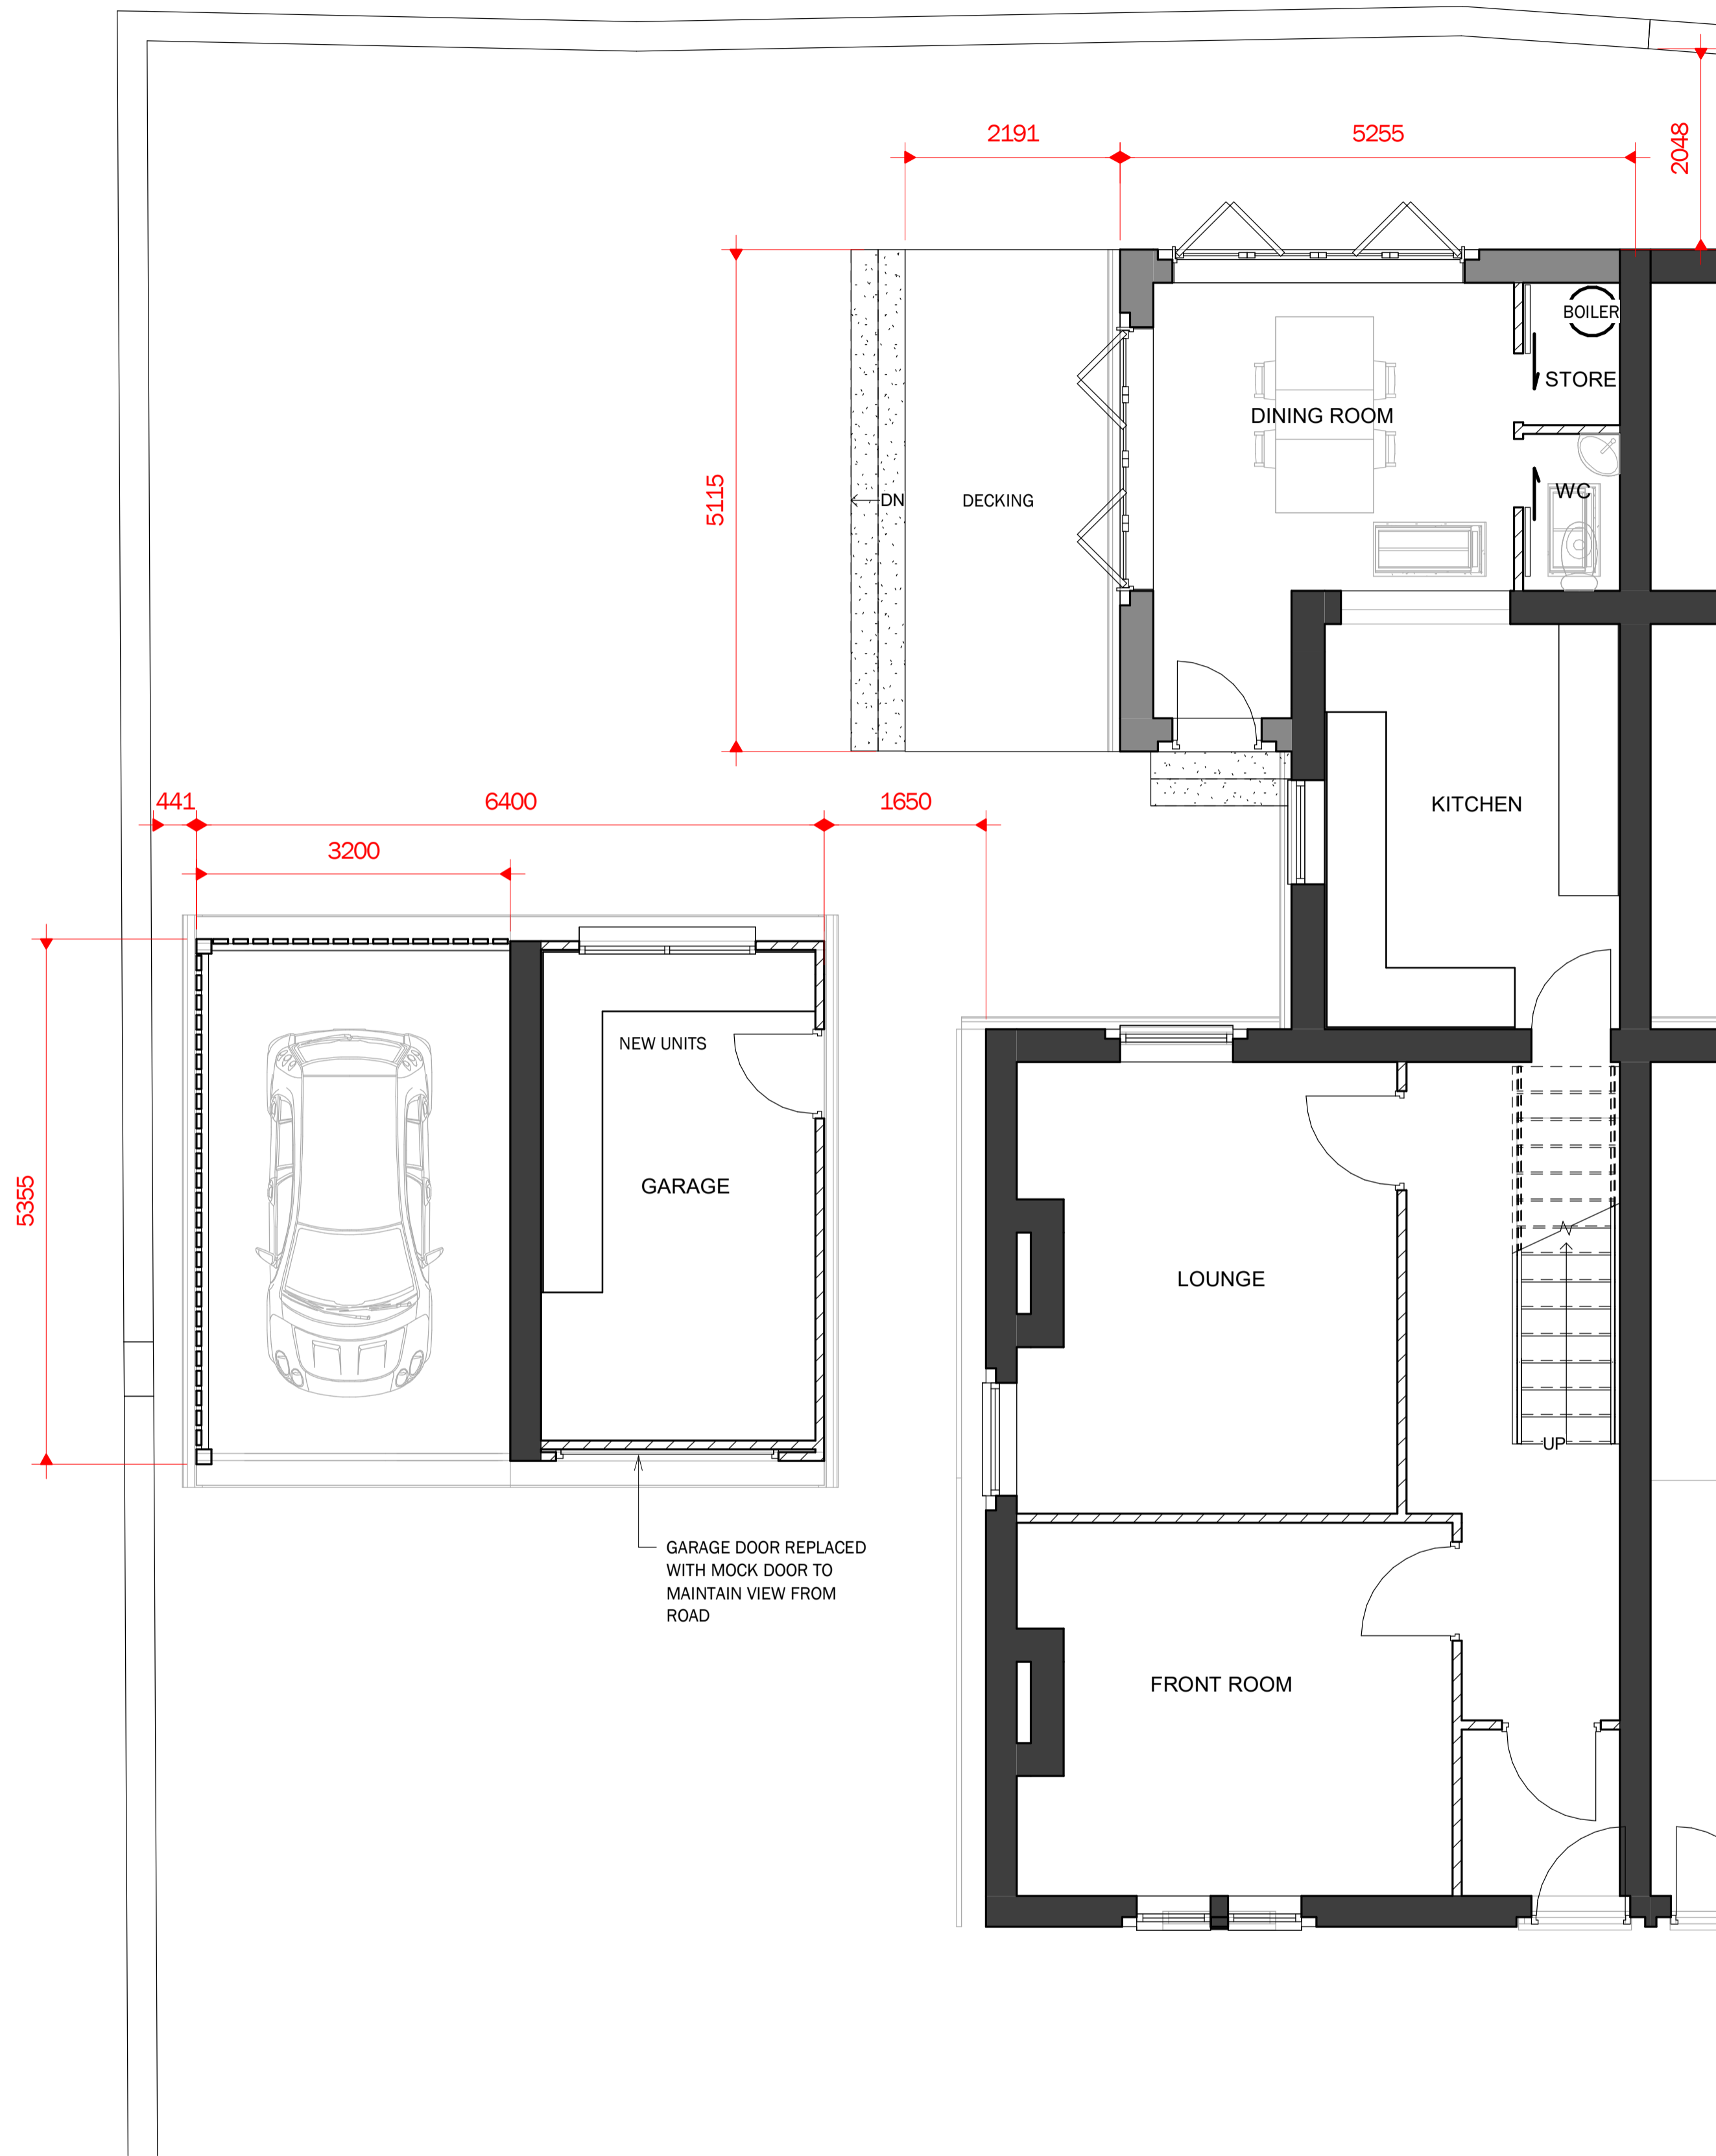 2191
5255
2048
BOILER
STORE
DINING ROOM
WC
5115
DN
DECKING
441
6400
1650
KITCHEN
3200
NEW UNITS
GARAGE
5355
LOUNGE
UP
GARAGE DOOR REPLACED
WITH MOCK DOOR TO
MAINTAIN VIEW FROM
ROAD
FRONT ROOM